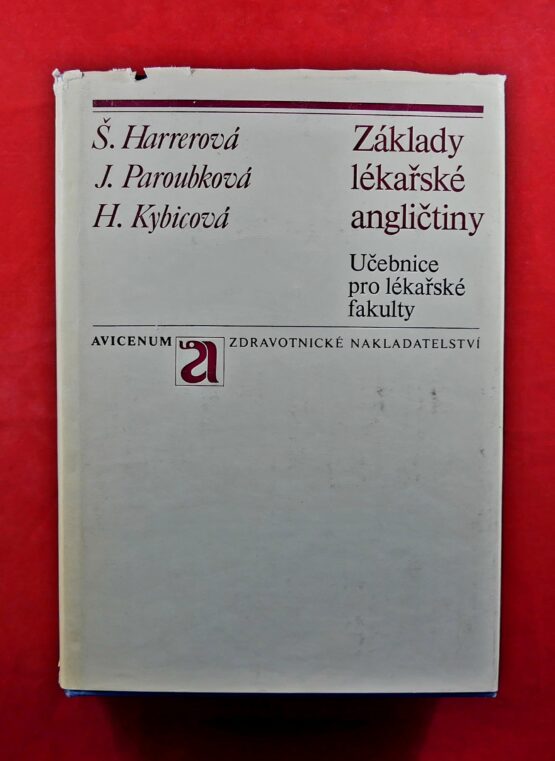 Š. Harrerová
J. Paroubková
H. Kybicová
Základy
lékařské
angličtiny
Učebnice
pro lékařské
fakulty
AVICENUM
ZDRAVOTNICKÉ NAKLADATELSTVÍ